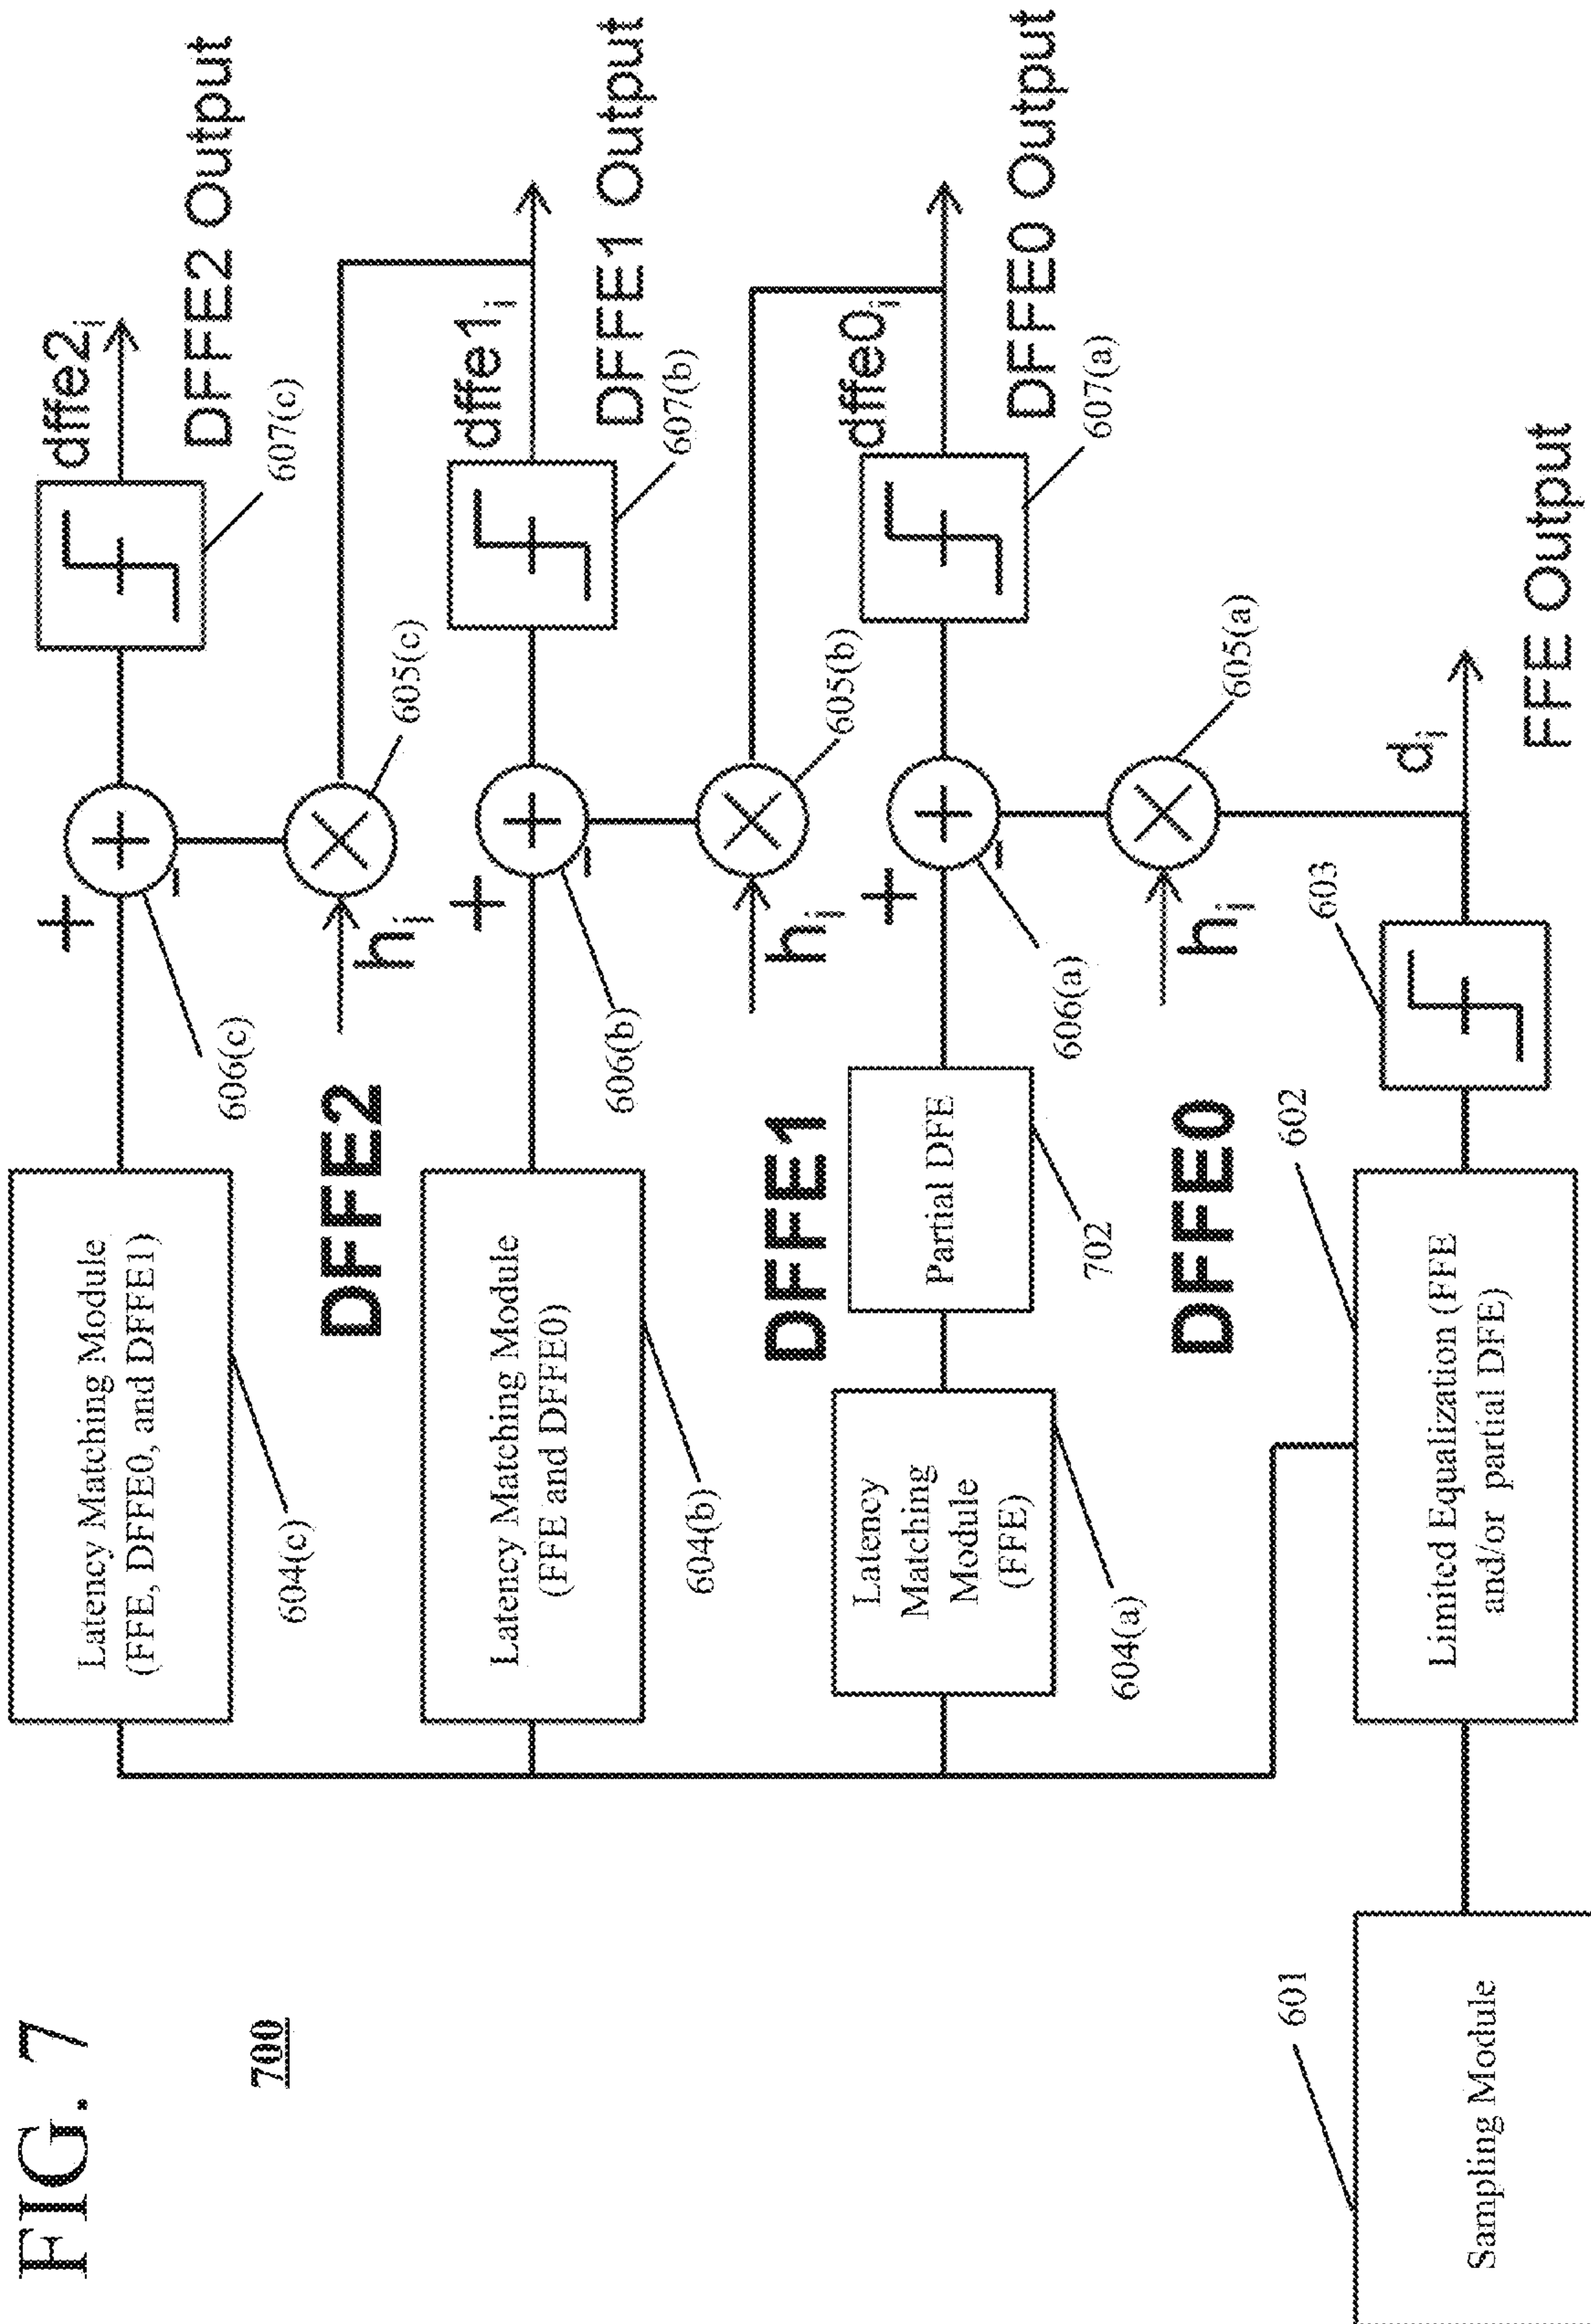 FIG. 7
700
Latency Matching Module
(FFE, DFFE0, and DFFE1)
604(c)
+
-
606(c)
605(c)
hi
dffe2i
607(c)
DFFE2 Output
DFFE2
Latency Matching Module
(FFE and DFFE0)
604(b)
+
-
606(b)
605(b)
hi
dffe1i
607(b)
DFFE1 Output
DFFE1
Latency
Matching
Module
(FFE)
604(a)
Partial DFE
702
+
-
606(a)
605(a)
hi
dffe0i
607(a)
DFFE0 Output
DFFE0
601
Sampling Module
602
Limited Equalization (FFE
and/or partial DFE)
603
di
FFE Output